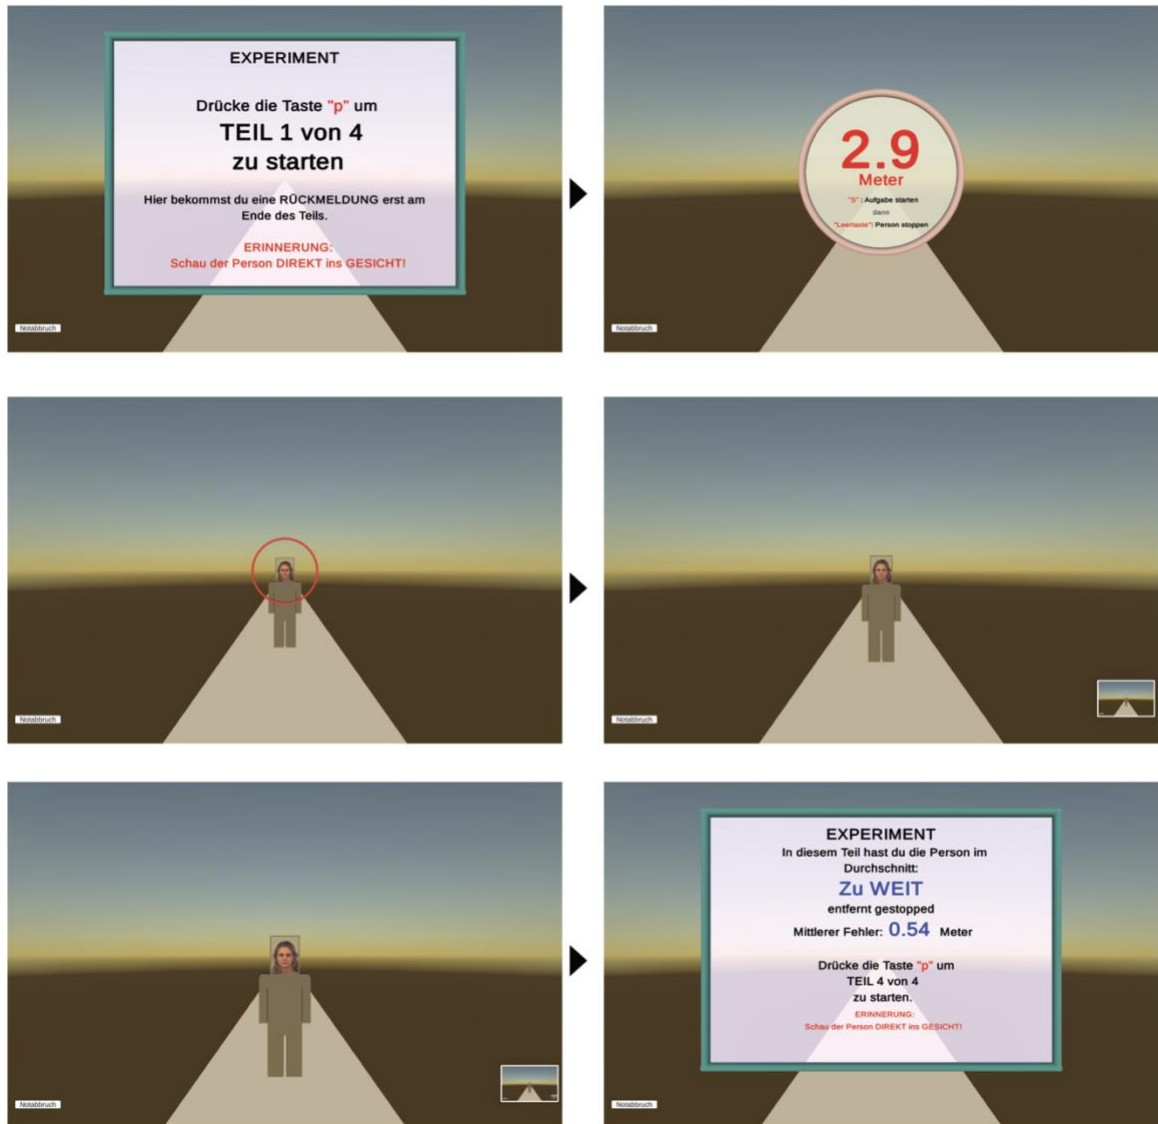 EXPERIMENT
Drücke die Taste "p" um
TEIL 1 von 4
zu starten
Hier bekommst du eine RÜCKMELDUNG erst am
Ende des Teils.
ERINNERUNG:
Schau der Person DIREKT ins GESICHT!
Notabbruch
2.9
Meter
"S" : Aufgabe starten
dann
"Leertaste": Person stoppen
Notabbruch
Notabbruch
Notabbruch
Notabbruch
EXPERIMENT
In diesem Teil hast du die Person im
Durchschnitt:
Zu WEIT
entfernt gestopped
Mittlerer Fehler: 0.54 Meter
Drücke die Taste "p" um
TEIL 4 von 4
zu starten.
ERINNERUNG:
Schau der Person DIREKT ins GESICHT!
Notabbruch